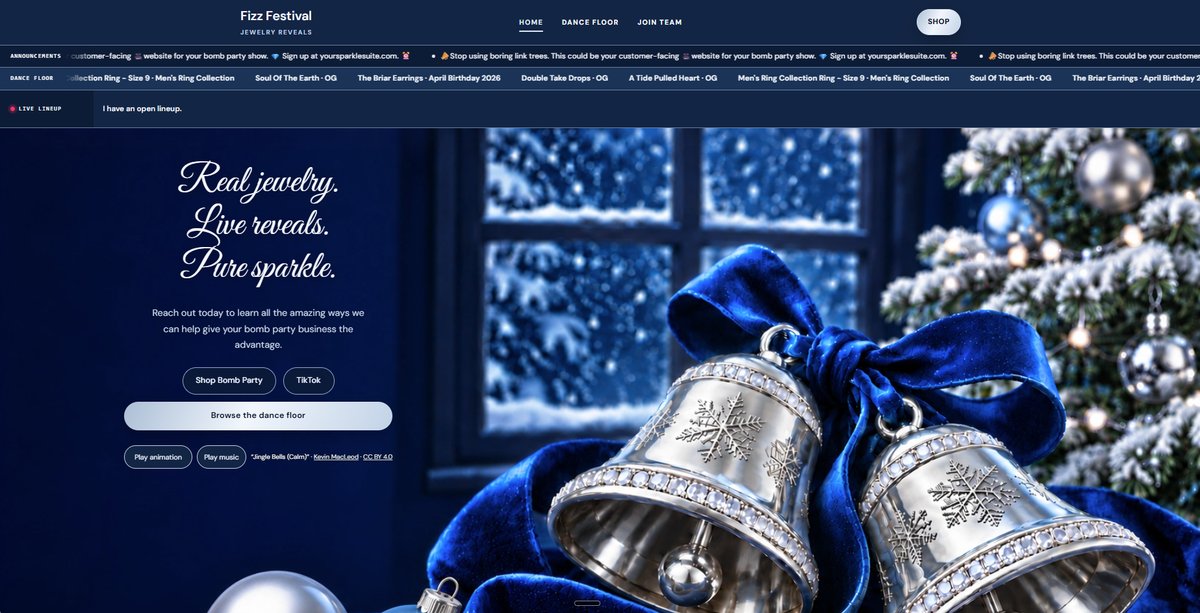 Fizz Festival
JEWELRY REVEALS
HOME DANCE FLOOR JOIN TEAM
SHOP
ANNOUNCEMENTS customer-facing website for your bomb party show. 💎 Sign up at yoursparklesuite.com. • Stop using boring link trees. This could be your customer-facing website for your bomb party show. 💎 Sign up at yoursparklesuite.com. • Stop using boring link trees. This could be your custome
DANCE FLOOR ollection Ring – Size 9 · Men's Ring Collection Soul Of The Earth · OG The Briar Earrings · April Birthday 2026 Double Take Drops · OG A Tide Pulled Heart · OG Men's Ring Collection Ring – Size 9 · Men's Ring Collection Soul Of The Earth · OG The Briar Earrings · April Birthday 2
LIVE LINEUP I have an open lineup.
Real jewelry.
Live reveals.
Pure sparkle.
Reach out today to learn all the amazing ways we
can help give your bomb party business the
advantage.
Shop Bomb Party TikTok
Browse the dance floor
Play animation Play music "Jingle Bells (Calm)" · Kevin MacLeod · CC BY 4.0